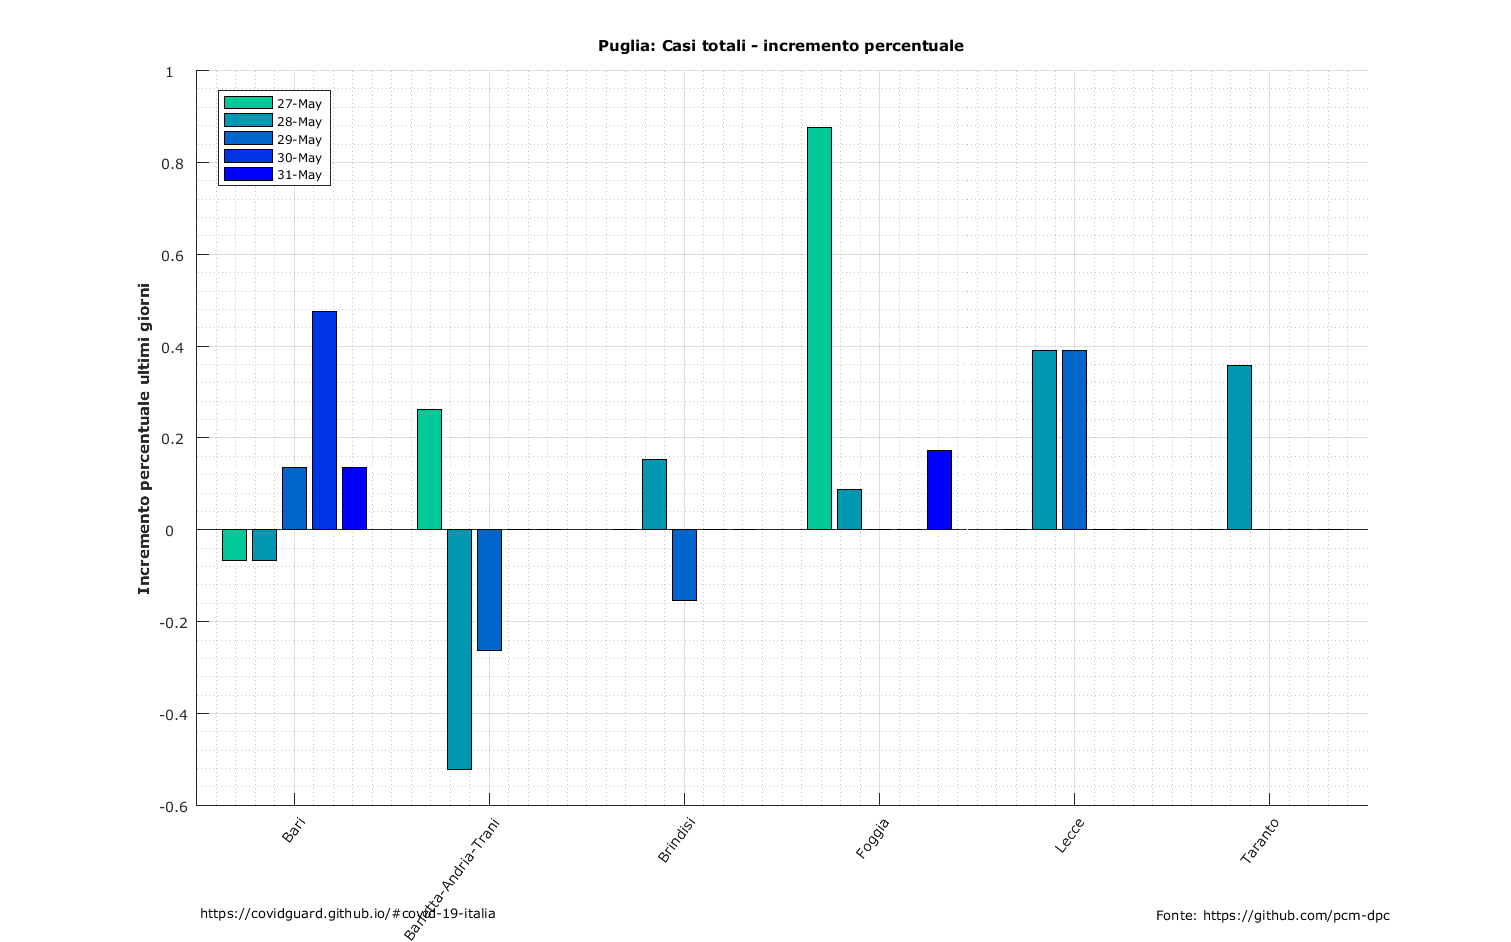 Puglia: Casi totali - incremento percentuale
Incremento percentuale ultimi giorni
1
0.8
0.6
0.4
0.2
0
-0.2
-0.4
-0.6
27-May
28-May
29-May
30-May
31-May
Bari
Barletta-Andria-Trani
Brindisi
Foggia
Lecce
Taranto
https://covidguard.github.io/#covid-19-italia
Fonte: https://github.com/pcm-dpc